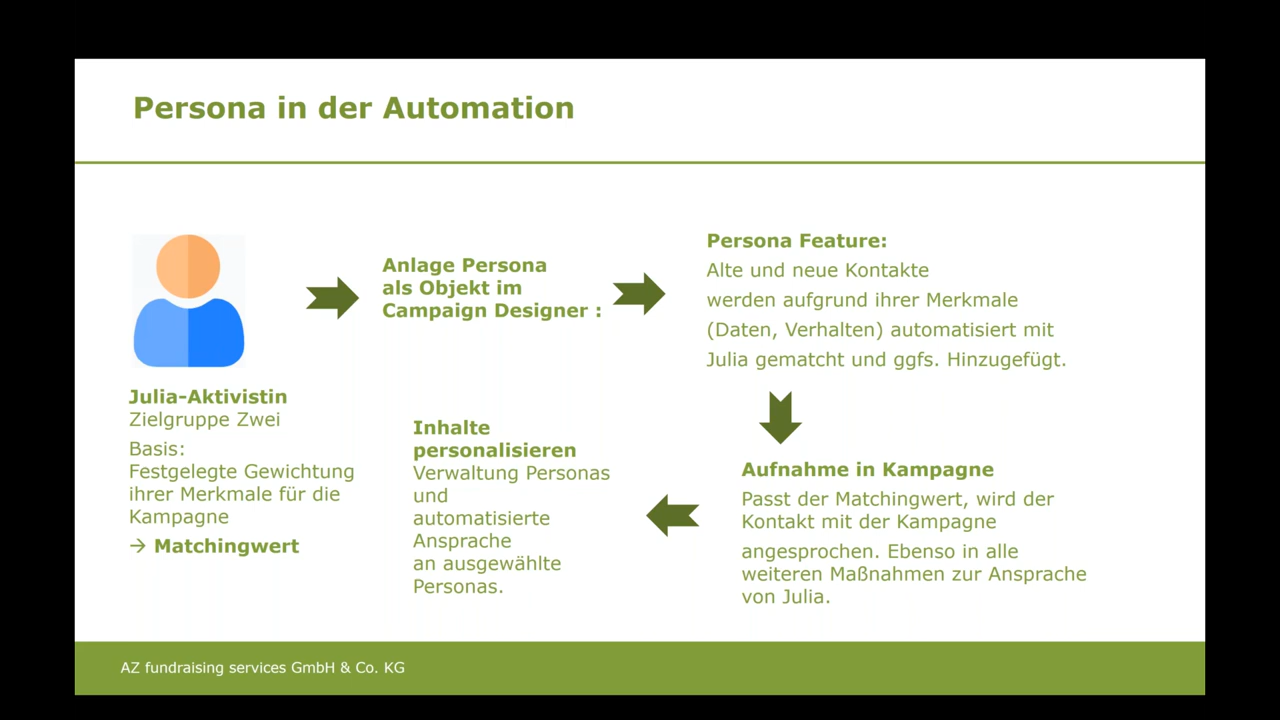 Persona in der Automation
Julia-Aktivistin
Zielgruppe Zwei
Basis:
Festgelegte Gewichtung
ihrer Merkmale für die
Kampagne
→ Matchingwert
Anlage Persona
als Objekt im
Campaign Designer :
Persona Feature:
Alte und neue Kontakte
werden aufgrund ihrer Merkmale
(Daten, Verhalten) automatisiert mit
Julia gematcht und ggfs. Hinzugefügt.
Aufnahme in Kampagne
Passt der Matchingwert, wird der
Kontakt mit der Kampagne
angesprochen. Ebenso in alle
weiteren Maßnahmen zur Ansprache
von Julia.
Inhalte
personalisieren
Verwaltung Personas
und
automatisierte
Ansprache
an ausgewählte
Personas.
AZ fundraising services GmbH & Co. KG